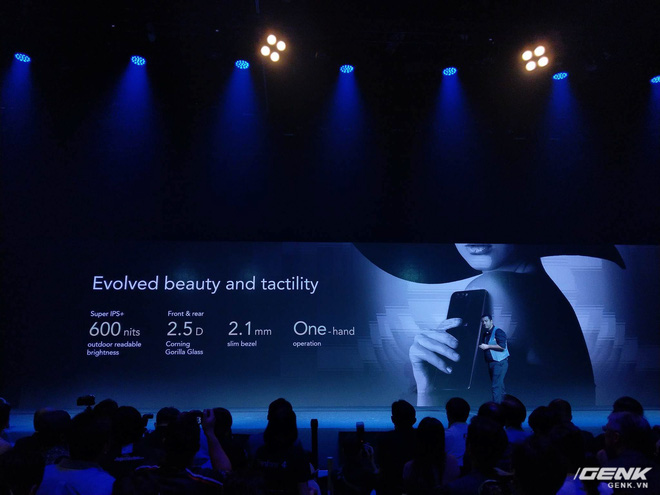 Evolved beauty and tactility
Super IPS+
600 nits
outdoor readable
brightness
Front & rear
2.5 D
Corning
Gorilla Glass
2.1 mm
slim bezel
One-hand
operation
GENK
GENK.VN